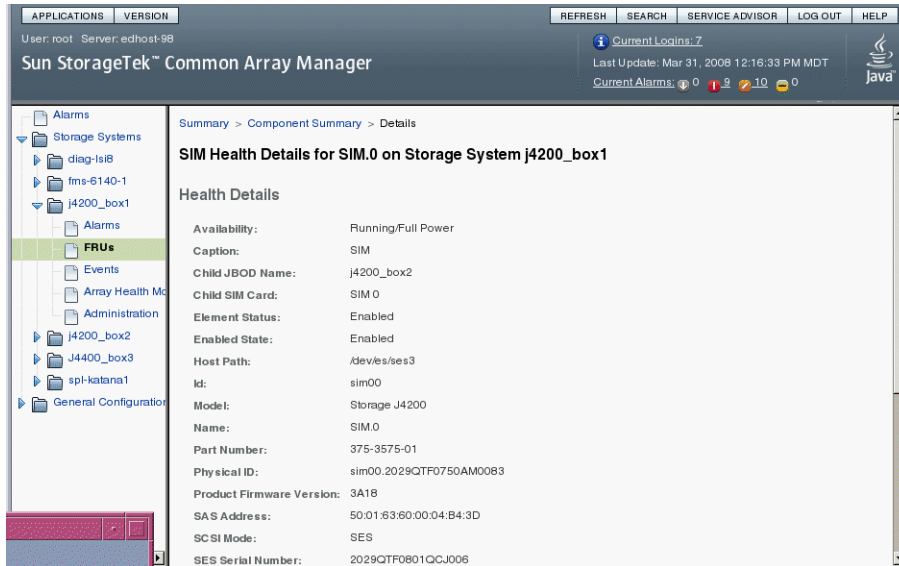 APPLICATIONS VERSION
REFRESH SEARCH SERVICE ADVISOR LOG OUT HELP
User: root Server: edhost-98
Sun StorageTek™ Common Array Manager
Current Logins: 7
Last Update: Mar 31, 2008 12:16:33 PM MDT
Current Alarms: 0 9 10 0
Java
Alarms
Storage Systems
diag-lsi8
fms-6140-1
j4200_box1
Alarms
FRUs
Events
Array Health Mo
Administration
j4200_box2
J4400_box3
spl-katana1
General Configuration
Summary > Component Summary > Details
SIM Health Details for SIM.0 on Storage System j4200_box1
Health Details
Availability: Running/Full Power
Caption: SIM
Child JBOD Name: j4200_box2
Child SIM Card: SIM 0
Element Status: Enabled
Enabled State: Enabled
Host Path: /dev/es/ses3
Id: sim00
Model: Storage J4200
Name: SIM.0
Part Number: 375-3575-01
Physical ID: sim00.2029QTF0750AM0083
Product Firmware Version: 3A18
SAS Address: 50:01:63:60:00:04:B4:3D
SCSI Mode: SES
SES Serial Number: 2029QTF0801QCJ006